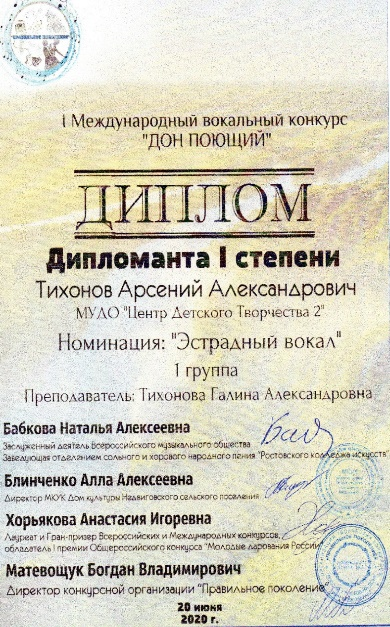 I Международный вокальный конкурс
"ДОН ПОЮЩИЙ"
ДИПЛОМ
Дипломанта I степени
Тихонов Арсений Александрович
МУДО "Центр Детского Творчества 2"
Номинация: "Эстрадный вокал"
1 группа
Преподаватель: Тихонова Галина Александровна
Бабкова Наталья Алексеевна
Заслуженный деятель Всероссийского музыкального общества
Заведующая отделением сольного и хорового народного пения "Ростовского колледжа искусств"
Блинченко Алла Алексеевна
Директор МКУК Дом культуры Недвиговского сельского поселения
Хорьякова Анастасия Игоревна
Лауреат и Гран-призер Всероссийских и Международных конкурсов,
обладатель I премии Общероссийского конкурса "Молодые дарования России"
Матевощук Богдан Владимирович
Директор конкурсной организации "Правильное поколение"
20 июня
2020 г.